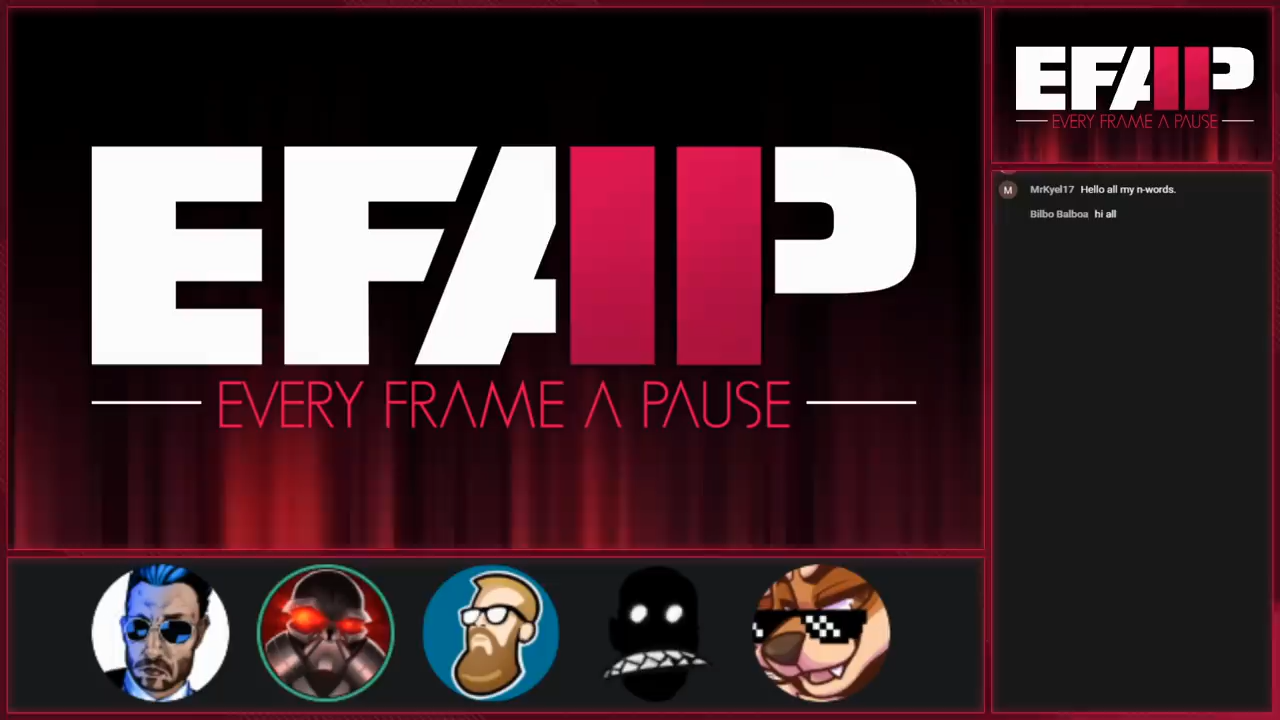 EFAP
EVERY FRAME A PAUSE
EFAP
EVERY FRAME A PAUSE
M MrKyel17 Hello all my n-words.
Bilbo Balboa hi all